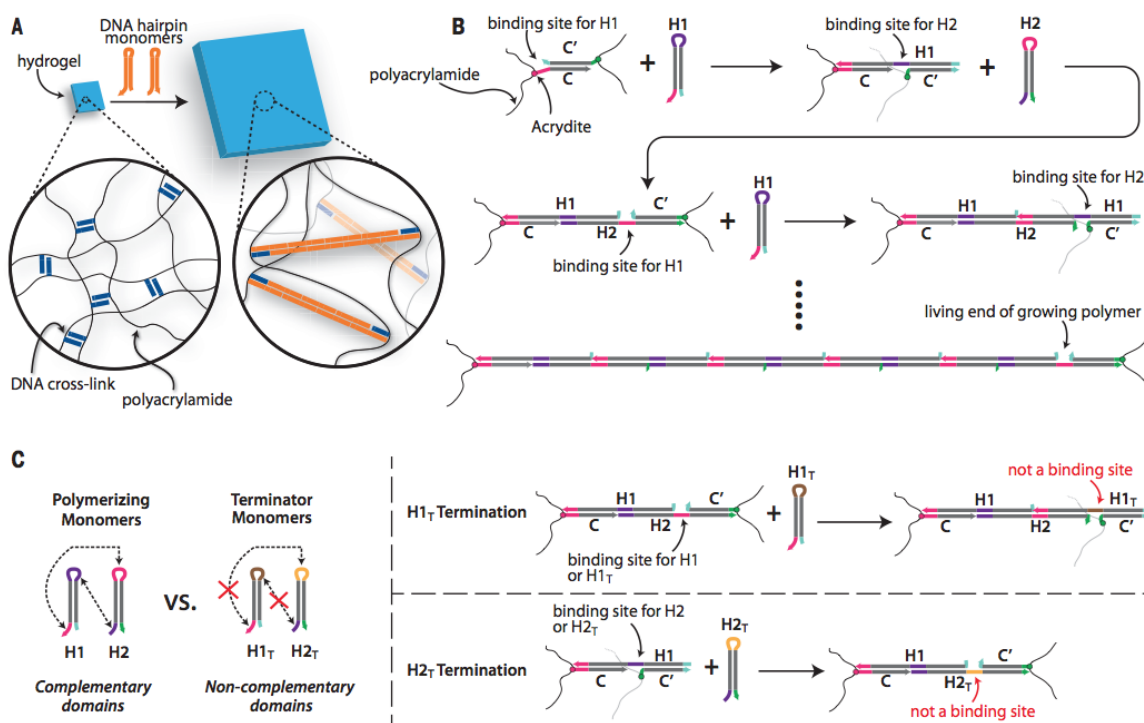 A
DNA hairpin
monomers
hydrogel
DNA cross-link
polyacrylamide
B
binding site for H1
C'
C
polyacrylamide
Acrydite
+
H1
binding site for H2
H1
C
C'
+
H2
H1
C'
C
H2
binding site for H1
+
H1
binding site for H2
H1
H1
C
H2
C'
living end of growing polymer
C
Polymerizing
Monomers
VS.
Terminator
Monomers
H1
H2
H1T
H2T
Complementary
domains
Non-complementary
domains
H1T Termination
H1
C'
C
H2
binding site for H1
or H1T
+
H1T
not a binding site
H1
H1T
C
H2
C'
H2T Termination
binding site for H2
or H2T
H1
C
C'
+
H2T
H1
C'
C
H2T
not a binding site